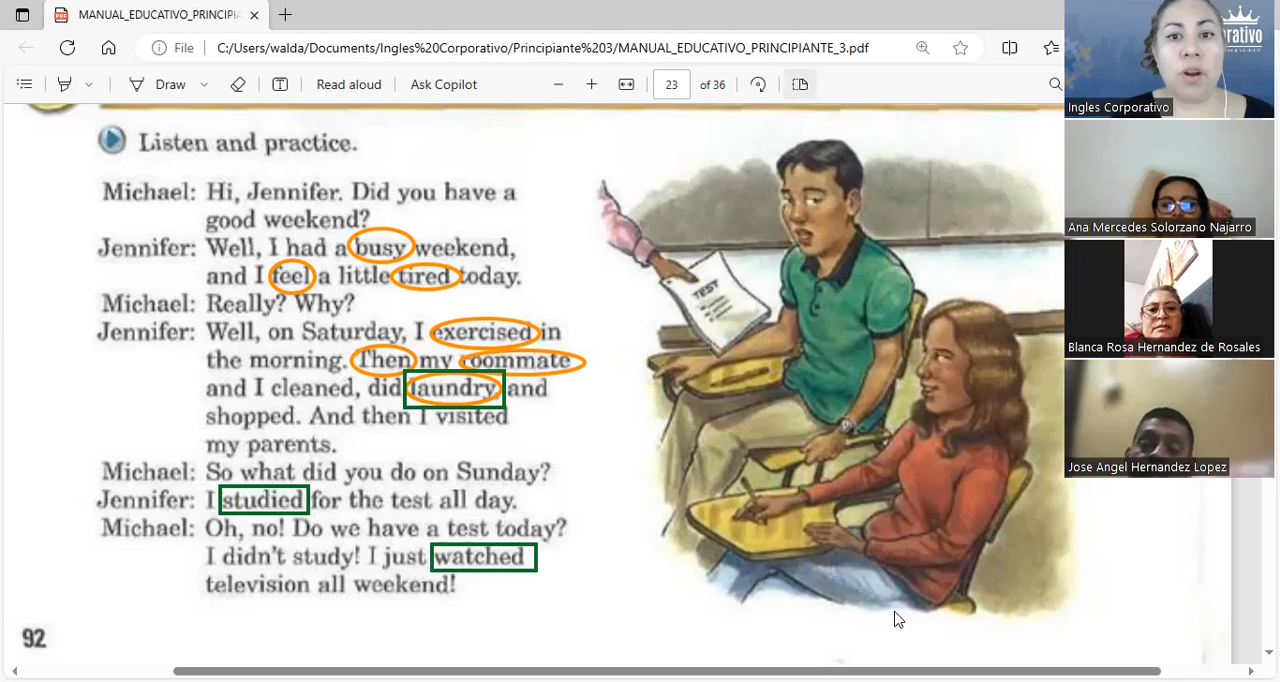 MANUAL_EDUCATIVO_PRINCIPIA
File
C:/Users/walda/Documents/Ingles%20Corporativo/Principiante%203/MANUAL_EDUCATIVO_PRINCIPIANTE_3.pdf
Draw
Read aloud
Ask Copilot
23 of 36
Listen and practice.
Michael: Hi, Jennifer. Did you have a
good weekend?
Jennifer: Well, I had a busy weekend,
and I feel a little tired today.
Michael: Really? Why?
Jennifer: Well, on Saturday, I exercised in
the morning. Then my roommate
and I cleaned, did laundry, and
shopped. And then I visited
my parents.
Michael: So what did you do on Sunday?
Jennifer: I studied for the test all day.
Michael: Oh, no! Do we have a test today?
I didn't study! I just watched
television all weekend!
92
TEST
Ingles Corporativo
Ana Mercedes Solorzano Najarro
Blanca Rosa Hernandez de Rosales
Jose Angel Hernandez Lopez